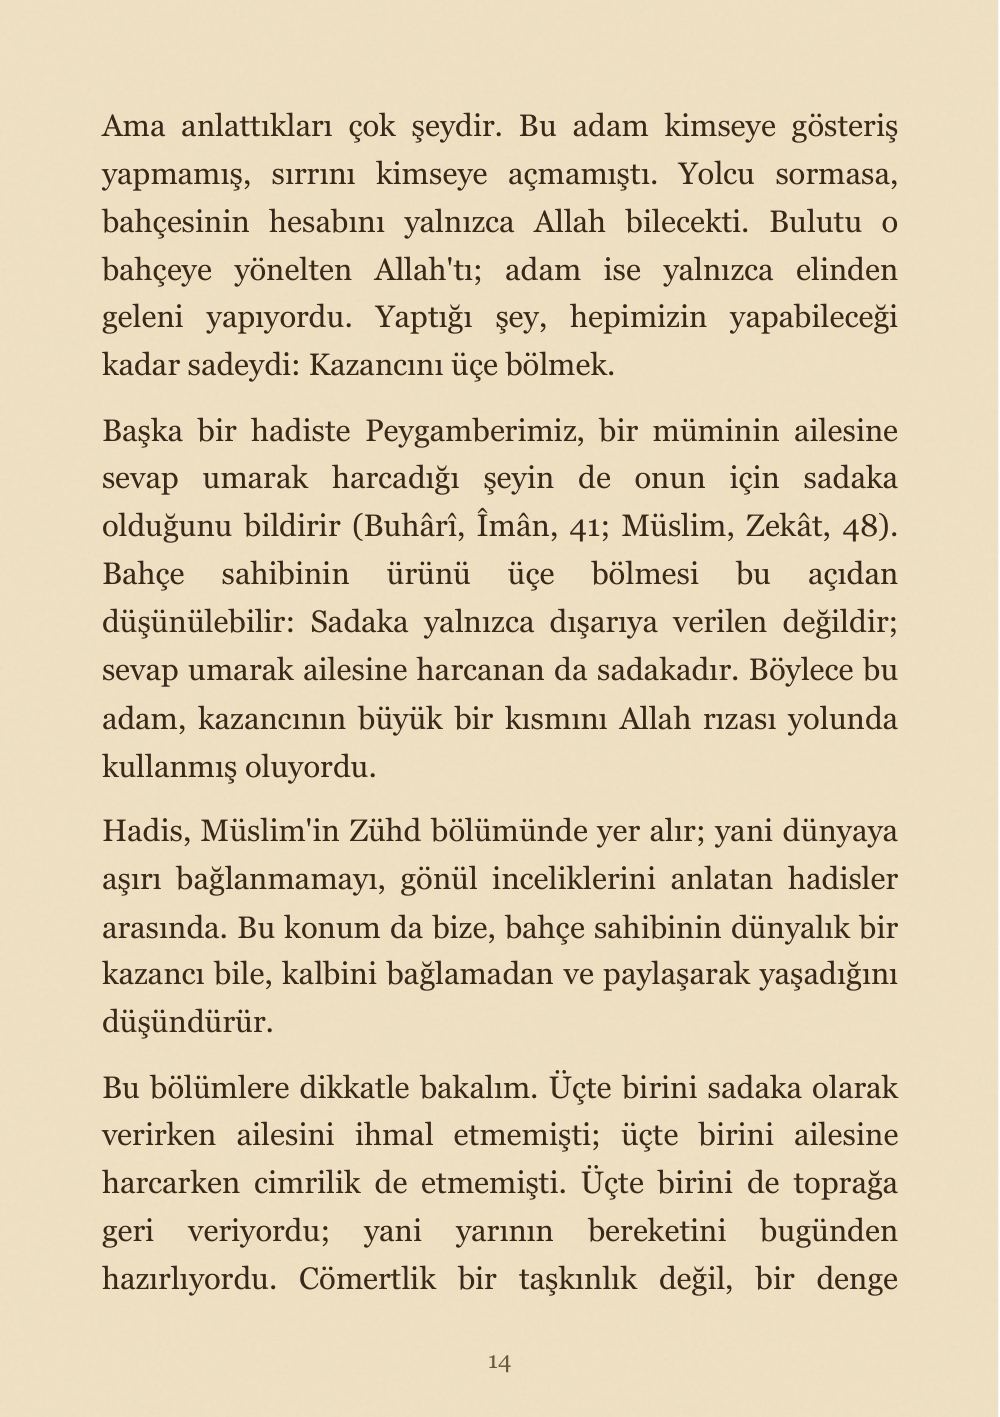 Ama anlattıkları çok şeydir. Bu adam kimseye gösteriş
yapmamış, sırrını kimseye açmamıştı. Yolcu sormasa,
bahçesinin hesabını yalnızca Allah bilecekti. Bulutu o
bahçeye yönelten Allah'tı; adam ise yalnızca elinden
geleni yapıyordu. Yaptığı şey, hepimizin yapabileceği
kadar sadeydi: Kazancını üçe bölmek.
Başka bir hadiste Peygamberimiz, bir müminin ailesine
sevap umarak harcadığı şeyin de onun için sadaka
olduğunu bildirir (Buhârî, Îmân, 41; Müslim, Zekât, 48).
Bahçe sahibinin ürünü üçe bölmesi bu açıdan
düşünülebilir: Sadaka yalnızca dışarıya verilen değildir;
sevap umarak ailesine harcanan da sadakadır. Böylece bu
adam, kazancının büyük bir kısmını Allah rızası yolunda
kullanmış oluyordu.
Hadis, Müslim'in Zühd bölümünde yer alır; yani dünyaya
aşırı bağlanmamayı, gönül inceliklerini anlatan hadisler
arasında. Bu konum da bize, bahçe sahibinin dünyalık bir
kazancı bile, kalbini bağlamadan ve paylaşarak yaşadığını
düşündürür.
Bu bölümlere dikkatle bakalım. Üçte birini sadaka olarak
verirken ailesini ihmal etmemişti; üçte birini ailesine
harcarken cimrilik de etmemişti. Üçte birini de toprağa
geri veriyordu; yani yarının bereketini bugünden
hazırlıyordu. Cömertlik bir taşkınlık değil, bir denge
14